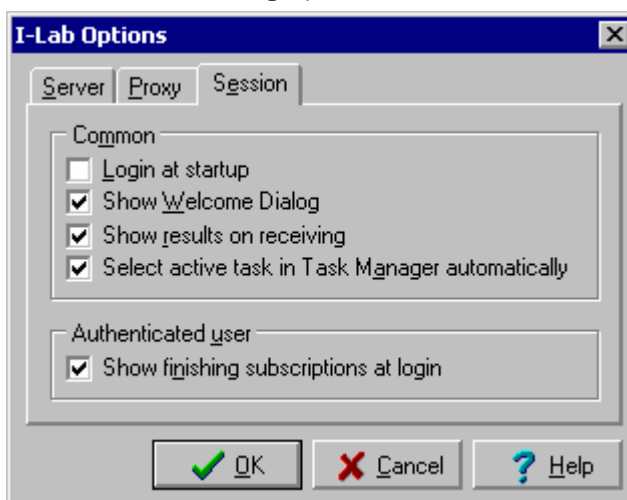 I-Lab Options
Server Proxy Session
Common
Login at startup
Show Welcome Dialog
Show results on receiving
Select active task in Task Manager automatically
Authenticated user
Show finishing subscriptions at login
OK Cancel Help